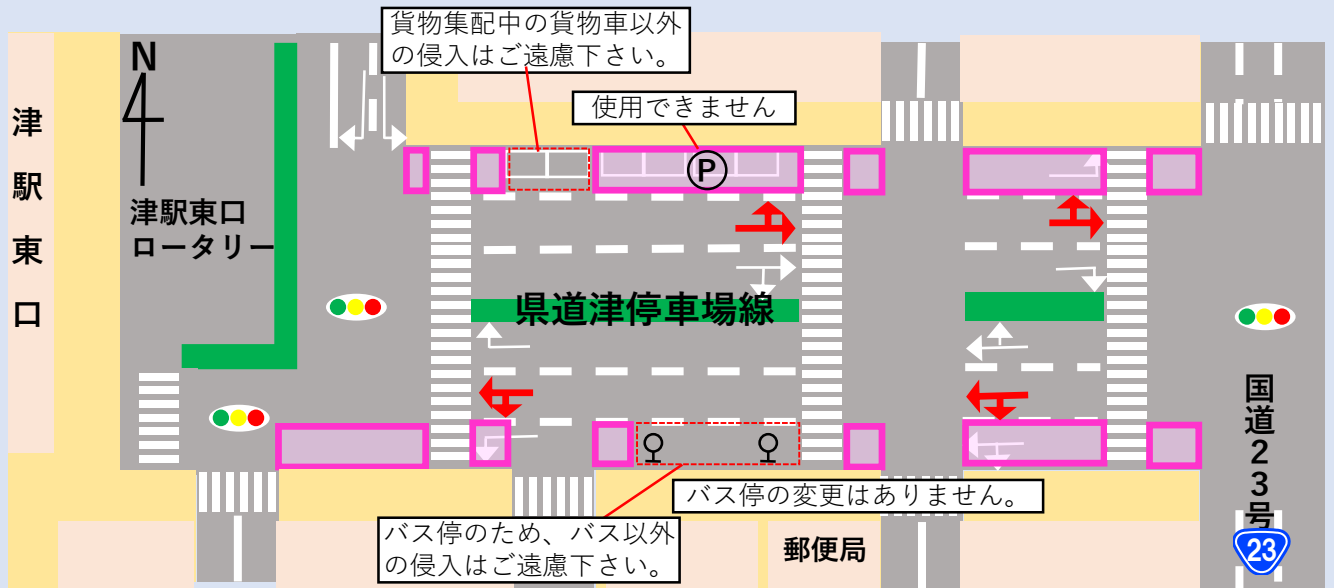 貨物集配中の貨物車以外
の侵入はご遠慮下さい。
使用できません
N
P
津駅東口
津駅東口
ロータリー
県道津停車場線
国道23号
23
バス停の変更はありません。
バス停のため、バス以外
の侵入はご遠慮下さい。
郵便局